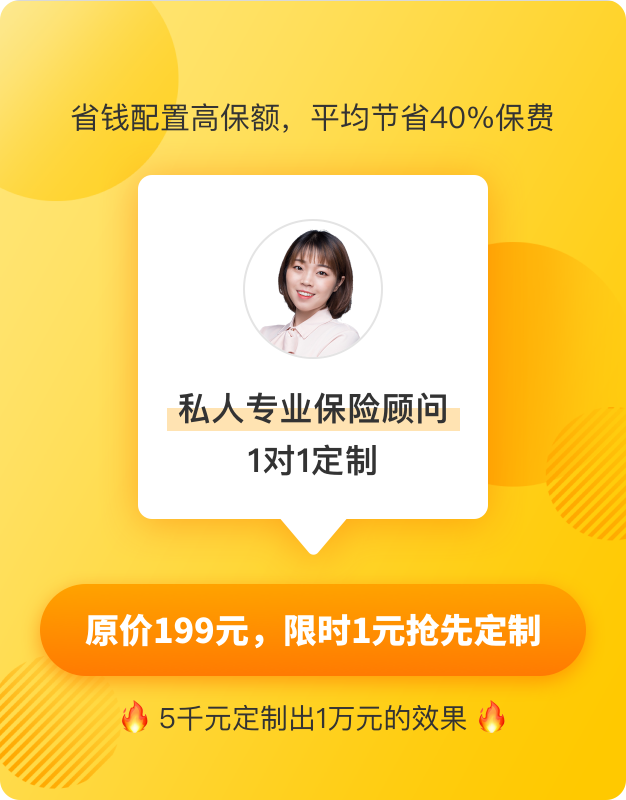 省钱配置高保额，平均节省40%保费
私人专业保险顾问
1对1定制
原价199元，限时1元抢先定制
5千元定制出1万元的效果